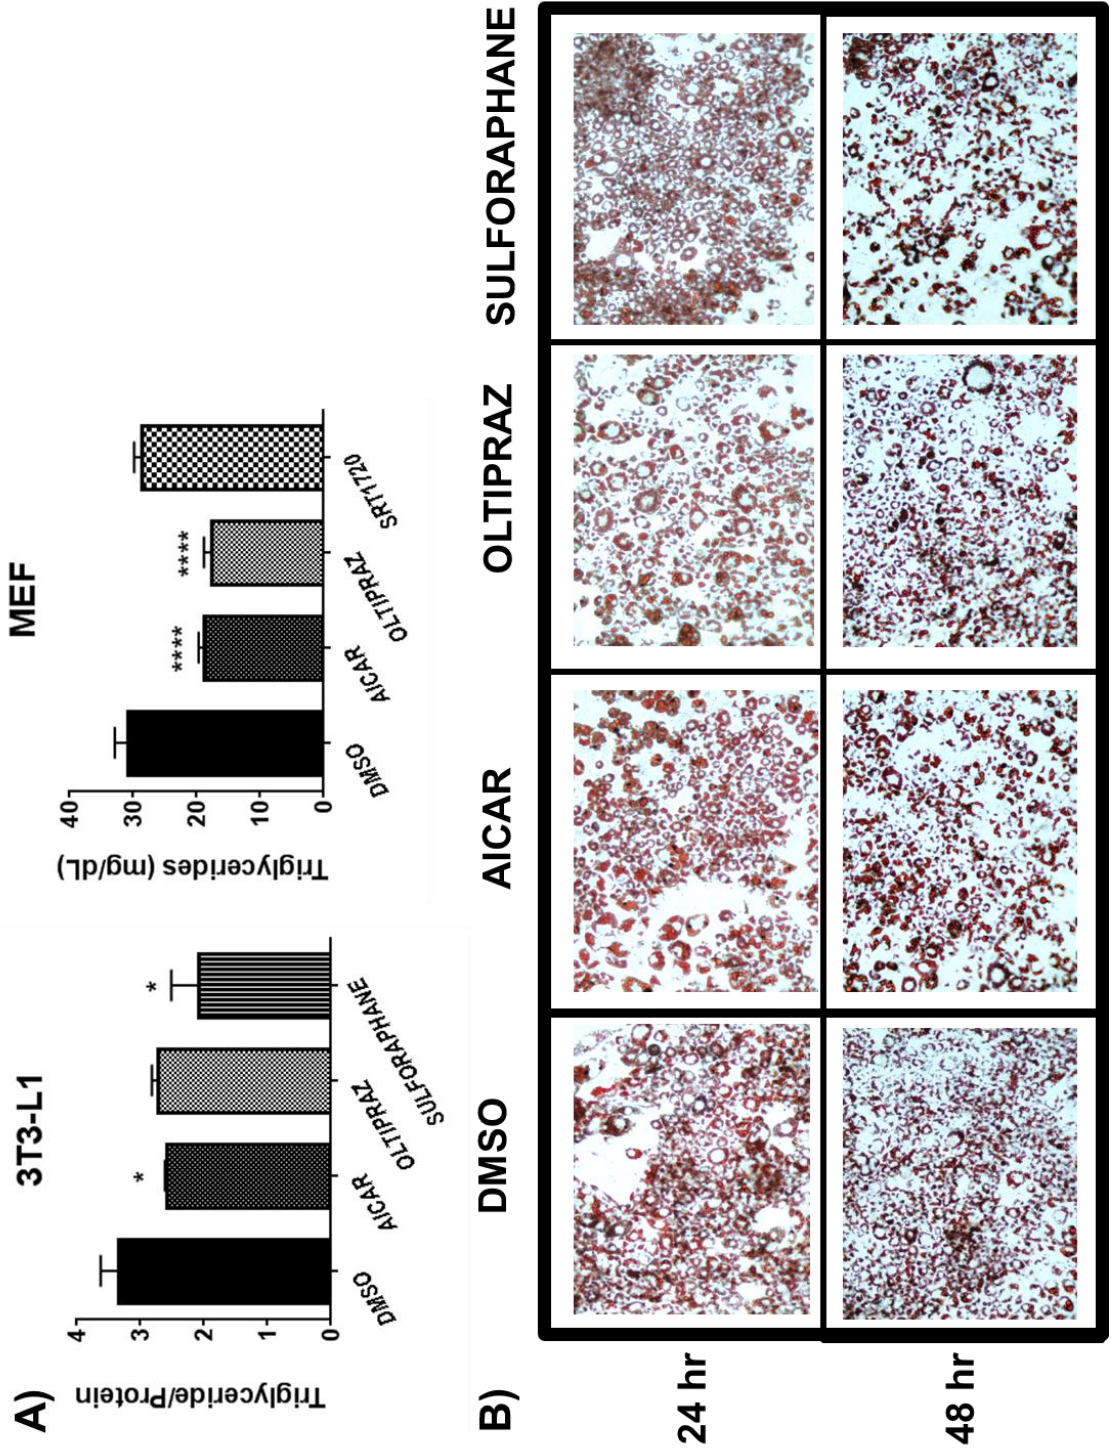 A)
3T3-L1
Triglyceride/Protein
4
3
2
1
0
*
*
DMSO
AICAR
OLTIPRAZ
SULFORAPHANE
MEF
Triglycerides (mg/dL)
40
30
20
10
0
****
****
DMSO
AICAR
OLTIPRAZ
SRT1720
B)
DMSO
AICAR
OLTIPRAZ
SULFORAPHANE
24 hr
48 hr